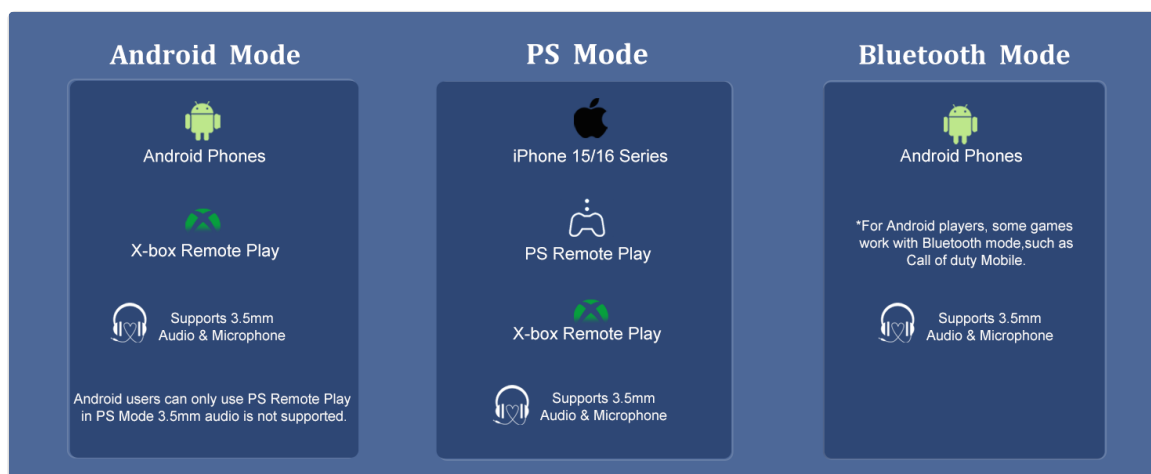 Android Mode
Android Phones
X-box Remote Play
Supports 3.5mm
Audio & Microphone
Android users can only use PS Remote Play
in PS Mode 3.5mm audio is not supported.
PS Mode
iPhone 15/16 Series
PS Remote Play
X-box Remote Play
Supports 3.5mm
Audio & Microphone
Bluetooth Mode
Android Phones
*For Android players, some games
work with Bluetooth mode,such as
Call of duty Mobile.
Supports 3.5mm
Audio & Microphone